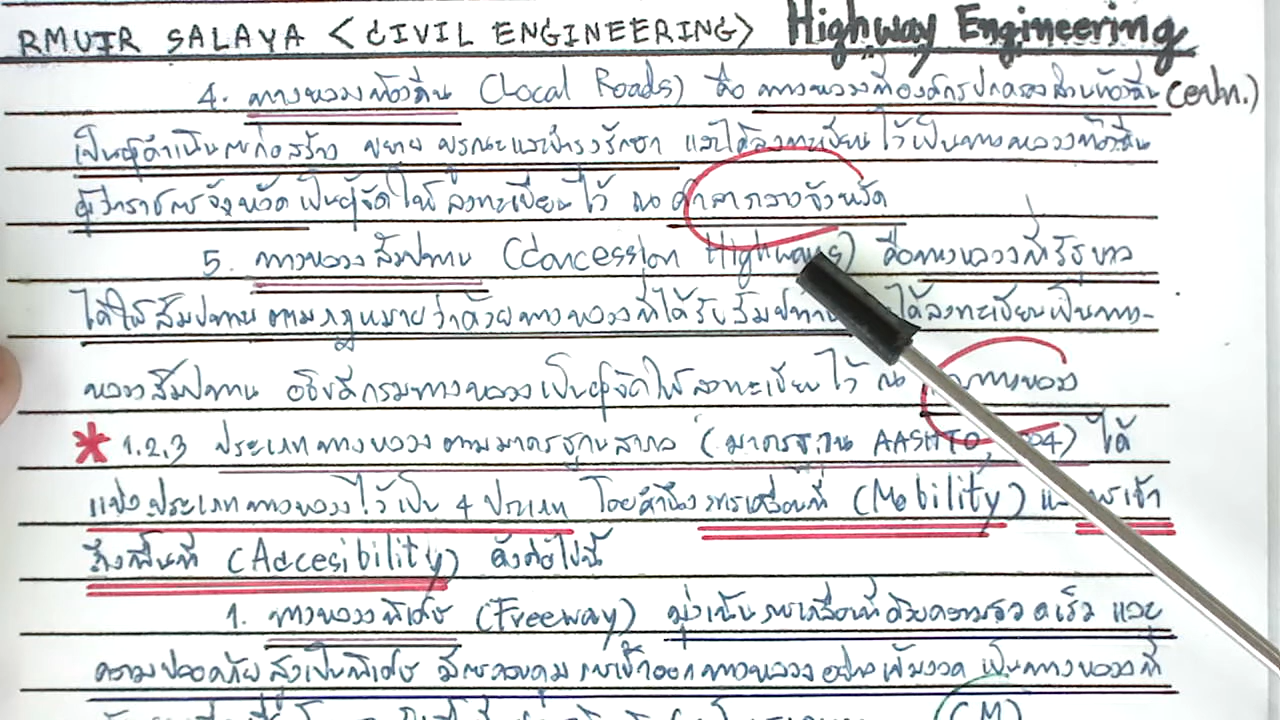 RMUTR SALAYA <CIVIL ENGINEERING> Highway Engineering
4. ทางหลวงท้องถิ่น (Local Roads) คือ ทางหลวงที่องค์กรปกครองส่วนท้องถิ่น (อปท.)
เป็นผู้ดำเนินการก่อสร้าง ขยาย บูรณะและบำรุงรักษา และได้ลงทะเบียนไว้เป็นทางหลวงท้องถิ่น
ผู้ว่าราชการจังหวัดเป็นผู้จัดให้ลงทะเบียนไว้ ณ ศาลากลางจังหวัด
5. ทางหลวงสัมปทาน (Concession Highways) คือทางหลวงที่รัฐบาล
ได้ให้สัมปทานตามกฎหมายว่าด้วยทางหลวงที่ได้รับสัมปทาน ได้ลงทะเบียนเป็นทาง-
หลวงสัมปทาน อธิบดีกรมทางหลวงเป็นผู้จัดให้ลงทะเบียนไว้ ณ ทางหลวง
* 1.2.3 ประเภททางหลวงตามมาตรฐานสากล (มาตรฐาน AASHTO, 04) ได้
แบ่งประเภททางหลวงไว้เป็น 4 ประเภท โดยคำนึงการเคลื่อนที่ (Mobility) และการเข้า
ถึงพื้นที่ (Accesibility) ดังต่อไปนี้
1. ทางหลวงพิเศษ (Freeway) มุ่งเน้นการเคลื่อนที่ด้วยความรวดเร็ว และ
ความปลอดภัยสูงเป็นพิเศษ มีการควบคุมการเข้าออกทางหลวงอย่างเข้มงวด เป็นทางหลวงที่
(M)